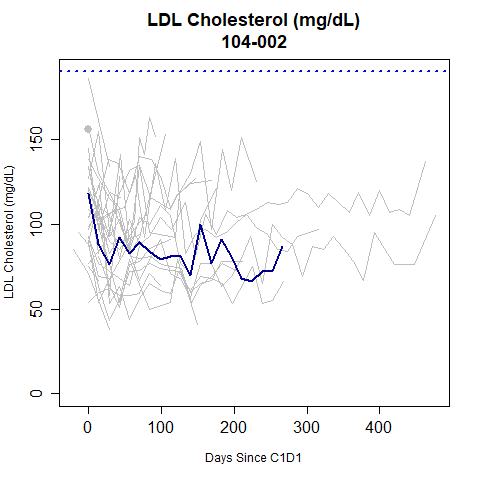 LDL Cholesterol (mg/dL)
104-002
LDL Cholesterol (mg/dL)
150
100
50
0
0 100 200 300 400
Days Since C1D1